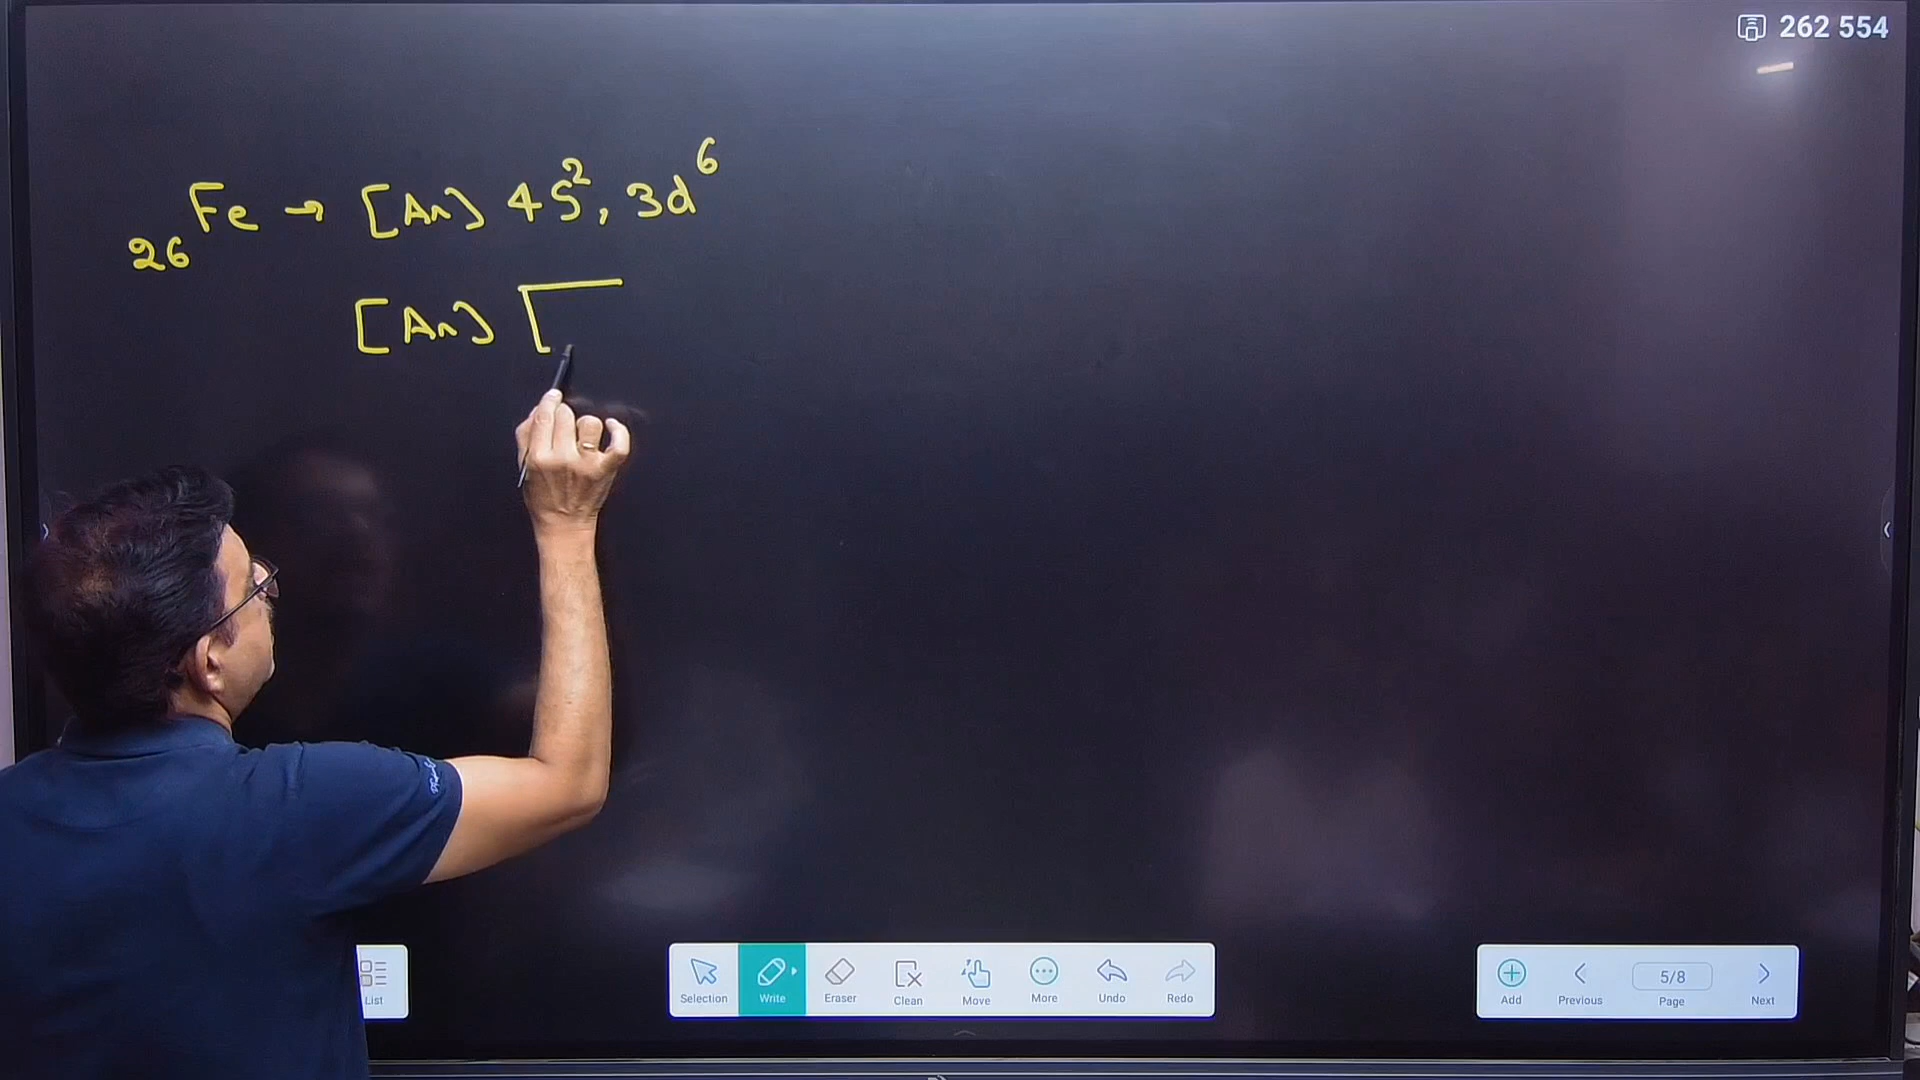 262 554
₂₆Fe → [Ar] 4S², 3d⁶
[Ar]
List
Selection Write Eraser Clean Move More Undo Redo
Add Previous 5/8 Page Next